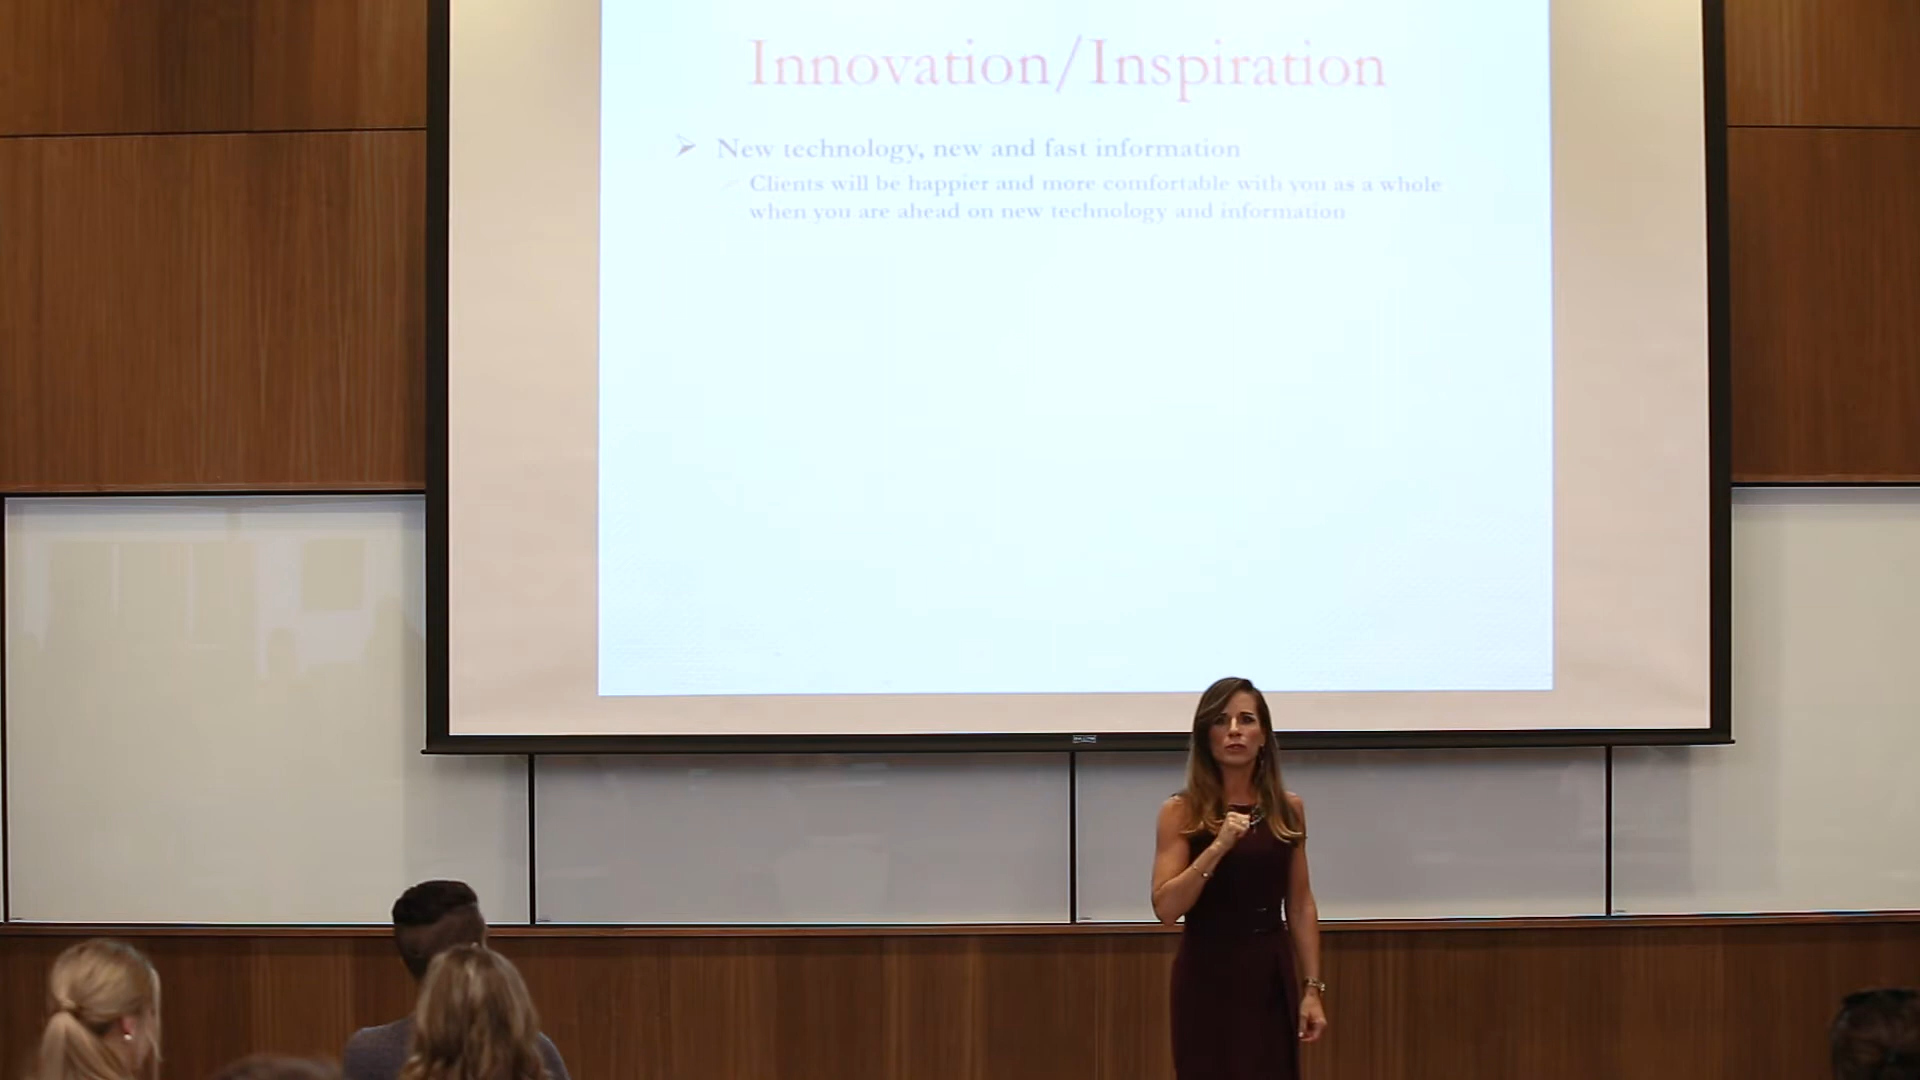 Innovation/Inspiration
New technology, new and fast information
Clients will be happier and more comfortable with you as a whole
when you are ahead on new technology and information